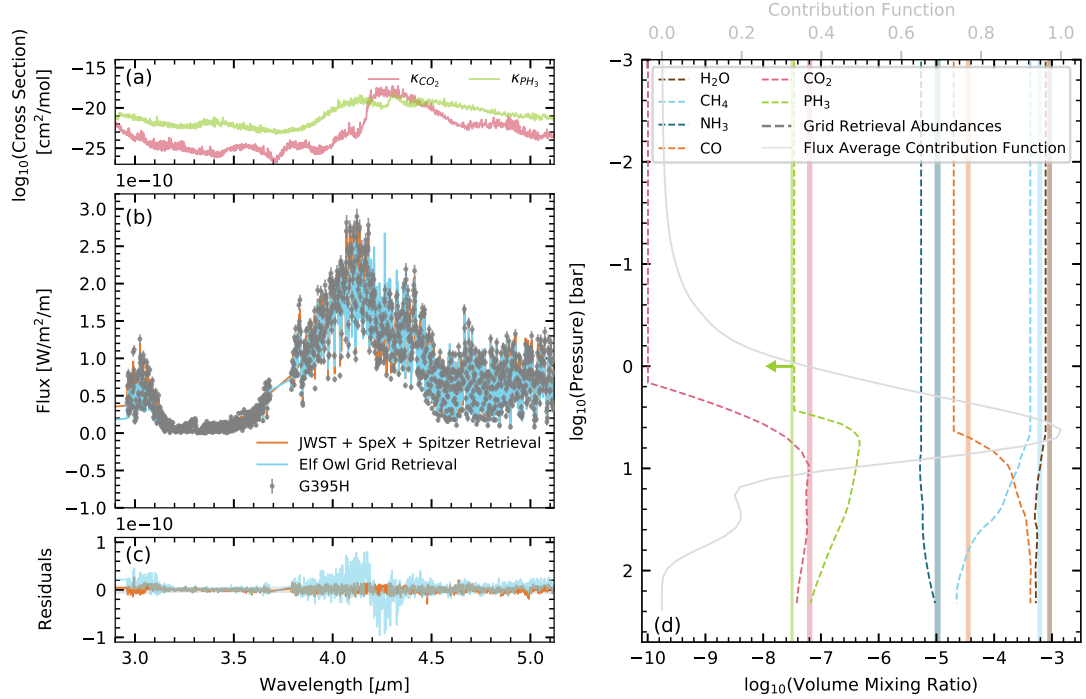 (a)
κCO₂
κPH₃
log₁₀(Cross Section)
[cm²/mol]
−15
−20
−25
1e−10
(b)
Flux [W/m²/m]
3.0
2.5
2.0
1.5
1.0
0.5
0.0
−0.5
−1.0
JWST + SpeX + Spitzer Retrieval
Elf Owl Grid Retrieval
G395H
1e−10
(c)
Residuals
1
0
−1
3.0 3.5 4.0 4.5 5.0
Wavelength [μm]
Contribution Function
0.0 0.2 0.4 0.6 0.8 1.0
H₂O
CH₄
NH₃
CO
CO₂
PH₃
Grid Retrieval Abundances
Flux Average Contribution Function
log₁₀(Pressure) [bar]
−3
−2
−1
0
1
2
(d)
−10 −9 −8 −7 −6 −5 −4 −3
log₁₀(Volume Mixing Ratio)